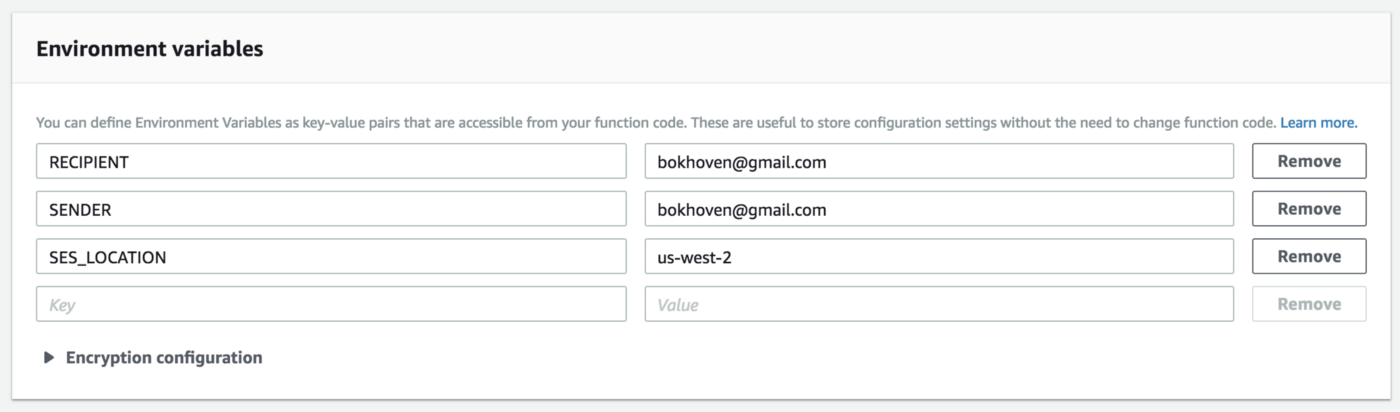 Environment variables
You can define Environment Variables as key-value pairs that are accessible from your function code. These are useful to store configuration settings without the need to change function code. Learn more.
RECIPIENT bokhoven@gmail.com Remove
SENDER bokhoven@gmail.com Remove
SES_LOCATION us-west-2 Remove
Key Value Remove
Encryption configuration